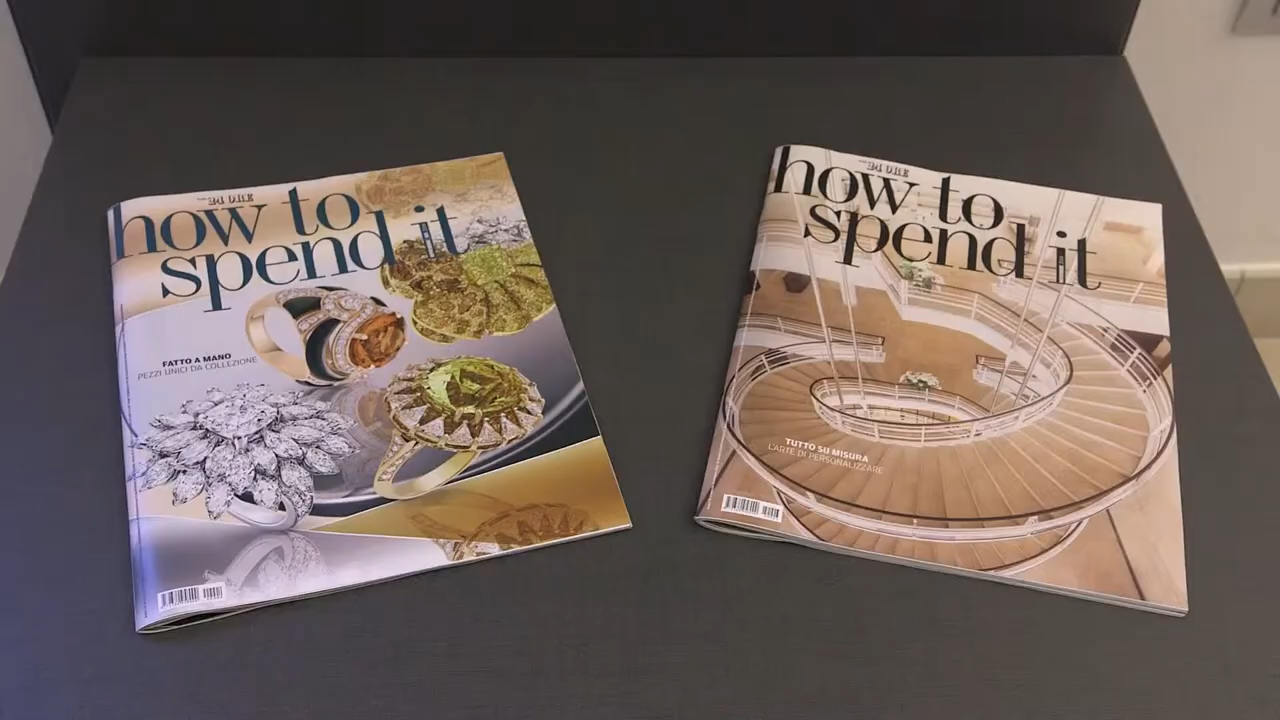 24 ORE
how to
spend it
FATTO A MANO
PEZZI UNICI DA COLLEZIONE
24 ORE
how to
spend it
TUTTO SU MISURA
L'ARTE DI PERSONALIZZARE